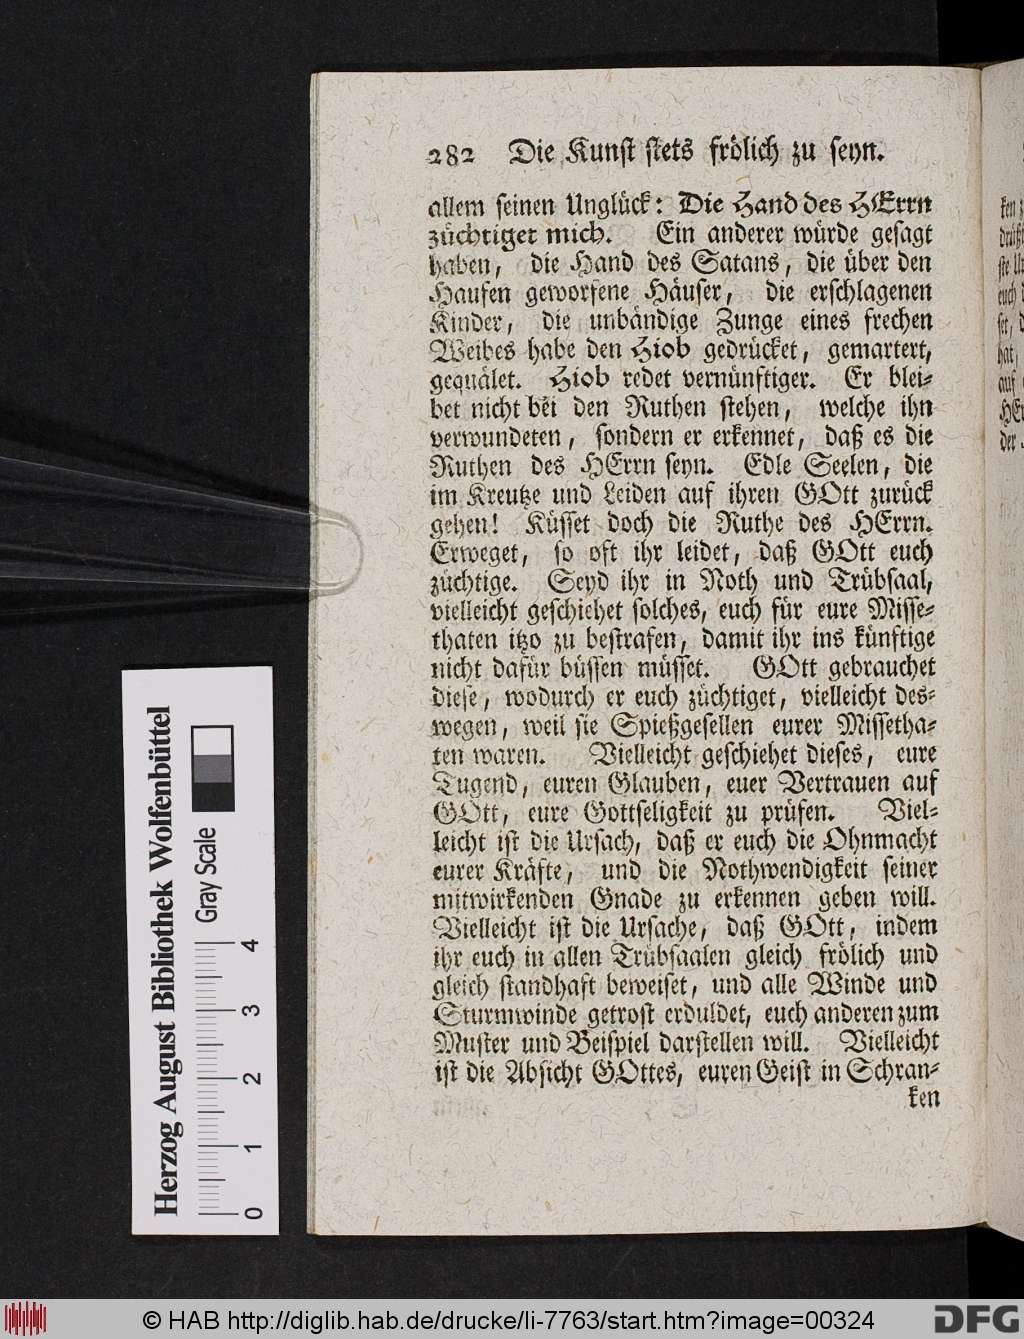 282 Die Kunst stets frölich zu seyn.
allem seinen Unglück: Die Hand des HErrn
züchtiget mich. Ein anderer würde gesagt
haben, die Hand des Satans, die über den
Haufen geworfene Häuser, die erschlagenen
Kinder, die unbändige Zunge eines frechen
Weibes habe den Hiob gedrücket, gemartert,
gequälet. Hiob redet vernünftiger. Er blei-
bet nicht bei den Ruthen stehen, welche ihn
verwundeten, sondern er erkennet, daß es die
Ruthen des HErrn seyn. Edle Seelen, die
im Kreutze und Leiden auf ihren GOtt zurück
gehen! Küsset doch die Ruthe des HErrn.
Erweget, so oft ihr leidet, daß GOtt euch
züchtige. Seyd ihr in Noth und Trübsaal,
vielleicht geschiehet solches, euch für eure Misse-
thaten itzo zu bestrafen, damit ihr ins künftige
nicht dafür büssen müsset. GOtt gebrauchet
diese, wodurch er euch züchtiget, vielleicht des-
wegen, weil sie Spießgesellen eurer Missetha-
ten waren. Vielleicht geschiehet dieses, eure
Tugend, euren Glauben, euer Vertrauen auf
GOtt, eure Gottseligkeit zu prüfen. Viel-
leicht ist die Ursach, daß er euch die Ohnmacht
eurer Kräfte, und die Nothwendigkeit seiner
mitwirkenden Gnade zu erkennen geben will.
Vielleicht ist die Ursache, daß GOtt, indem
ihr euch in allen Trübsaalen gleich frölich und
gleich standhaft beweiset, und alle Winde und
Sturmwinde getrost erduldet, euch anderen zum
Muster und Beispiel darstellen will. Vielleicht
ist die Absicht GOttes, euren Geist in Schran-
ken
Herzog August Bibliothek Wolfenbüttel
Gray Scale
0 1 2 3 4
© HAB http://diglib.hab.de/drucke/li-7763/start.htm?image=00324
DFG